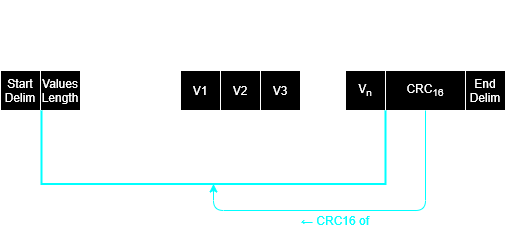 Start
Delim
Values
Length
V1
V2
V3
Vn
CRC16
End
Delim
← CRC16 of